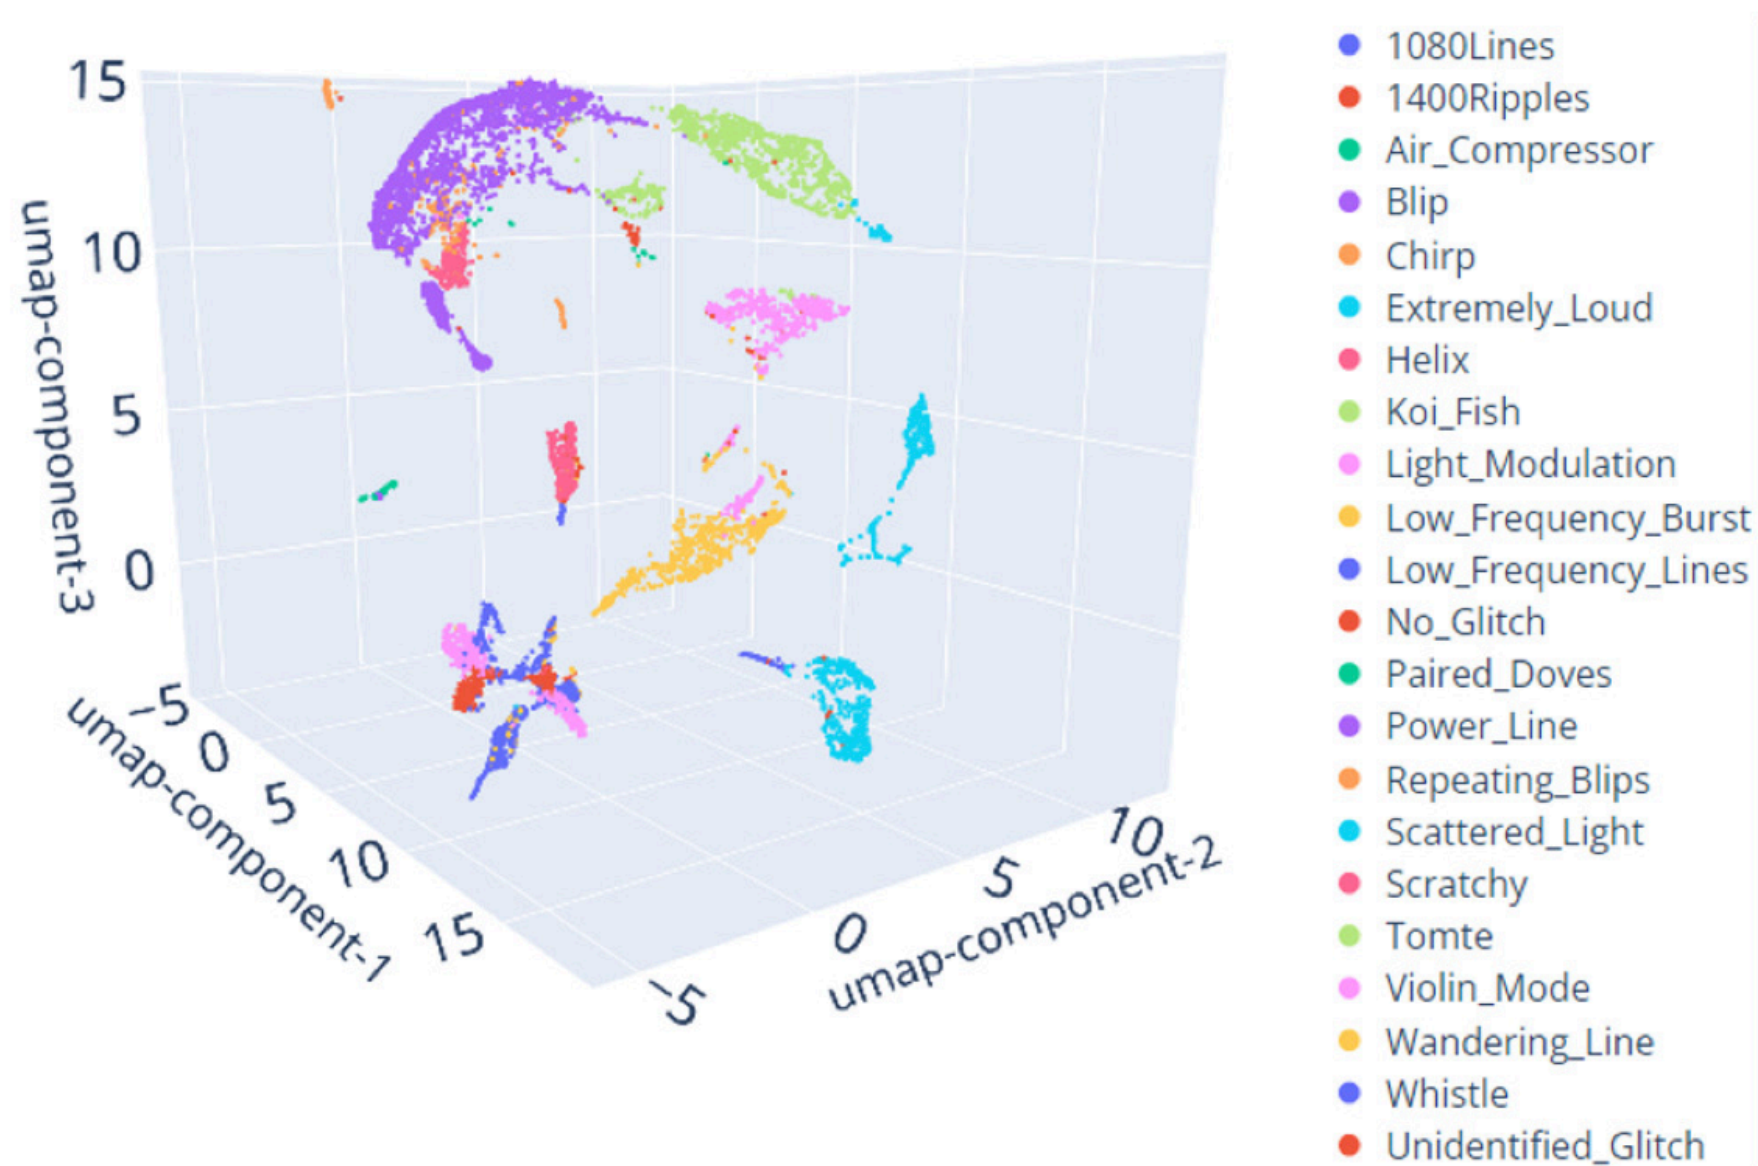 15
10
5
0
umap-component-3
−5
0
5
10
15
umap-component-1
−5
0
5
10
umap-component-2
1080Lines
1400Ripples
Air_Compressor
Blip
Chirp
Extremely_Loud
Helix
Koi_Fish
Light_Modulation
Low_Frequency_Burst
Low_Frequency_Lines
No_Glitch
Paired_Doves
Power_Line
Repeating_Blips
Scattered_Light
Scratchy
Tomte
Violin_Mode
Wandering_Line
Whistle
Unidentified_Glitch